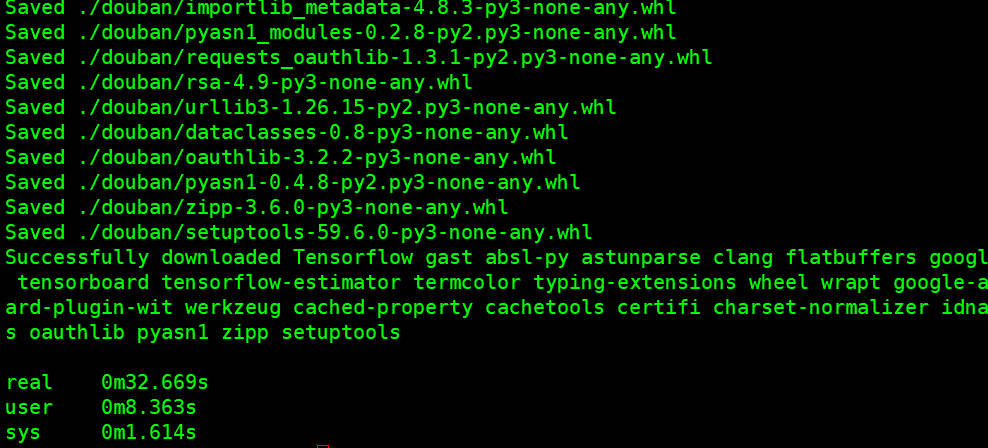 Saved ./douban/importlib_metadata-4.8.3-py3-none-any.whl
Saved ./douban/pyasn1_modules-0.2.8-py2.py3-none-any.whl
Saved ./douban/requests_oauthlib-1.3.1-py2.py3-none-any.whl
Saved ./douban/rsa-4.9-py3-none-any.whl
Saved ./douban/urllib3-1.26.15-py2.py3-none-any.whl
Saved ./douban/dataclasses-0.8-py3-none-any.whl
Saved ./douban/oauthlib-3.2.2-py3-none-any.whl
Saved ./douban/pyasn1-0.4.8-py2.py3-none-any.whl
Saved ./douban/zipp-3.6.0-py3-none-any.whl
Saved ./douban/setuptools-59.6.0-py3-none-any.whl
Successfully downloaded Tensorflow gast absl-py astunparse clang flatbuffers googl
 tensorboard tensorflow-estimator termcolor typing-extensions wheel wrapt google-a
ard-plugin-wit werkzeug cached-property cachetools certifi charset-normalizer idna
s oauthlib pyasn1 zipp setuptools
real    0m32.669s
user    0m8.363s
sys     0m1.614s